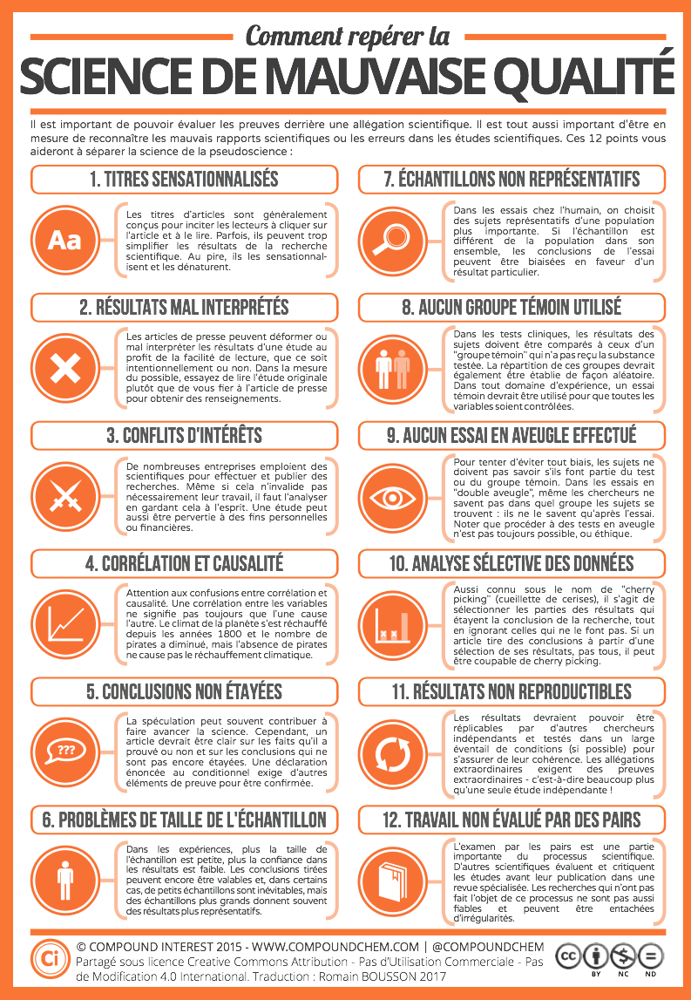 Comment repérer la
SCIENCE DE MAUVAISE QUALITÉ
Il est important de pouvoir évaluer les preuves derrière une allégation scientifique. Il est tout aussi important d'être en
mesure de reconnaître les mauvais rapports scientifiques ou les erreurs dans les études scientifiques. Ces 12 points vous
aideront à séparer la science de la pseudoscience :
1. TITRES SENSATIONNALISÉS
Aa
Les titres d'articles sont généralement
conçus pour inciter les lecteurs à cliquer sur
l'article et à le lire. Parfois, ils peuvent trop
simplifier les résultats de la recherche
scientifique. Au pire, ils les sensationnal-
isent et les dénaturent.
2. RÉSULTATS MAL INTERPRÉTÉS
Les articles de presse peuvent déformer ou
mal interpréter les résultats d'une étude au
profit de la facilité de lecture, que ce soit
intentionnellement ou non. Dans la mesure
du possible, essayez de lire l'étude originale
plutôt que de vous fier à l'article de presse
pour obtenir des renseignements.
3. CONFLITS D'INTÉRÊTS
De nombreuses entreprises emploient des
scientifiques pour effectuer et publier des
recherches. Même si cela n'invalide pas
nécessairement leur travail, il faut l'analyser
en gardant cela à l'esprit. Une étude peut
aussi être pervertie à des fins personnelles
ou financières.
4. CORRÉLATION ET CAUSALITÉ
Attention aux confusions entre corrélation et
causalité. Une corrélation entre les variables
ne signifie pas toujours que l'une cause
l'autre. Le climat de la planète s'est réchauffé
depuis les années 1800 et le nombre de
pirates a diminué, mais l'absence de pirates
ne cause pas le réchauffement climatique.
5. CONCLUSIONS NON ÉTAYÉES
???
La spéculation peut souvent contribuer à
faire avancer la science. Cependant, un
article devrait être clair sur les faits qu'il a
prouvé ou non et sur les conclusions qui ne
sont pas encore étayées. Une déclaration
énoncée au conditionnel exige d'autres
éléments de preuve pour être confirmée.
6. PROBLÈMES DE TAILLE DE L'ÉCHANTILLON
Dans les expériences, plus la taille de
l'échantillon est petite, plus la confiance dans
les résultats est faible. Les conclusions tirées
peuvent encore être valables et, dans certains
cas, de petits échantillons sont inévitables, mais
des échantillons plus grands donnent souvent
des résultats plus représentatifs.
7. ÉCHANTILLONS NON REPRÉSENTATIFS
Dans les essais chez l'humain, on choisit
des sujets représentatifs d'une population
plus importante. Si l'échantillon est
différent de la population dans son
ensemble, les conclusions de l'essai
peuvent être biaisées en faveur d'un
résultat particulier.
8. AUCUN GROUPE TÉMOIN UTILISÉ
Dans les tests cliniques, les résultats des
sujets doivent être comparés à ceux d'un
"groupe témoin" qui n'a pas reçu la substance
testée. La répartition de ces groupes devrait
également être établie de façon aléatoire.
Dans tout domaine d'expérience, un essai
témoin devrait être utilisé pour que toutes les
variables soient contrôlées.
9. AUCUN ESSAI EN AVEUGLE EFFECTUÉ
Pour tenter d'éviter tout biais, les sujets ne
doivent pas savoir s'ils font partie du test
ou du groupe témoin. Dans les essais en
"double aveugle", même les chercheurs ne
savent pas dans quel groupe les sujets se
trouvent : ils ne le savent qu'après l'essai.
Noter que procéder à des tests en aveugle
n'est pas toujours possible, ou éthique.
10. ANALYSE SÉLECTIVE DES DONNÉES
Aussi connu sous le nom de "cherry
picking" (cueillette de cerises), il s'agit de
sélectionner les parties des résultats qui
étayent la conclusion de la recherche, tout
en ignorant celles qui ne le font pas. Si un
article tire des conclusions à partir d'une
sélection de ses résultats, pas tous, il peut
être coupable de cherry picking.
11. RÉSULTATS NON REPRODUCTIBLES
Les résultats devraient pouvoir être
réplicables par d'autres chercheurs
indépendants et testés dans un large
éventail de conditions (si possible) pour
s'assurer de leur cohérence. Les allégations
extraordinaires exigent des preuves
extraordinaires - c'est-à-dire beaucoup plus
qu'une seule étude indépendante !
12. TRAVAIL NON ÉVALUÉ PAR DES PAIRS
L'examen par les pairs est une partie
importante du processus scientifique.
D'autres scientifiques évaluent et critiquent
les études avant leur publication dans une
revue spécialisée. Les recherches qui n'ont pas
fait l'objet de ce processus ne sont pas aussi
fiables et peuvent être entachées
d'irrégularités.
Ci
© COMPOUND INTEREST 2015 - WWW.COMPOUNDCHEM.COM | @COMPOUNDCHEM
Partagé sous licence Creative Commons Attribution - Pas d'Utilisation Commerciale - Pas
de Modification 4.0 International. Traduction : Romain BOUSSON 2017
cc
BY NC ND